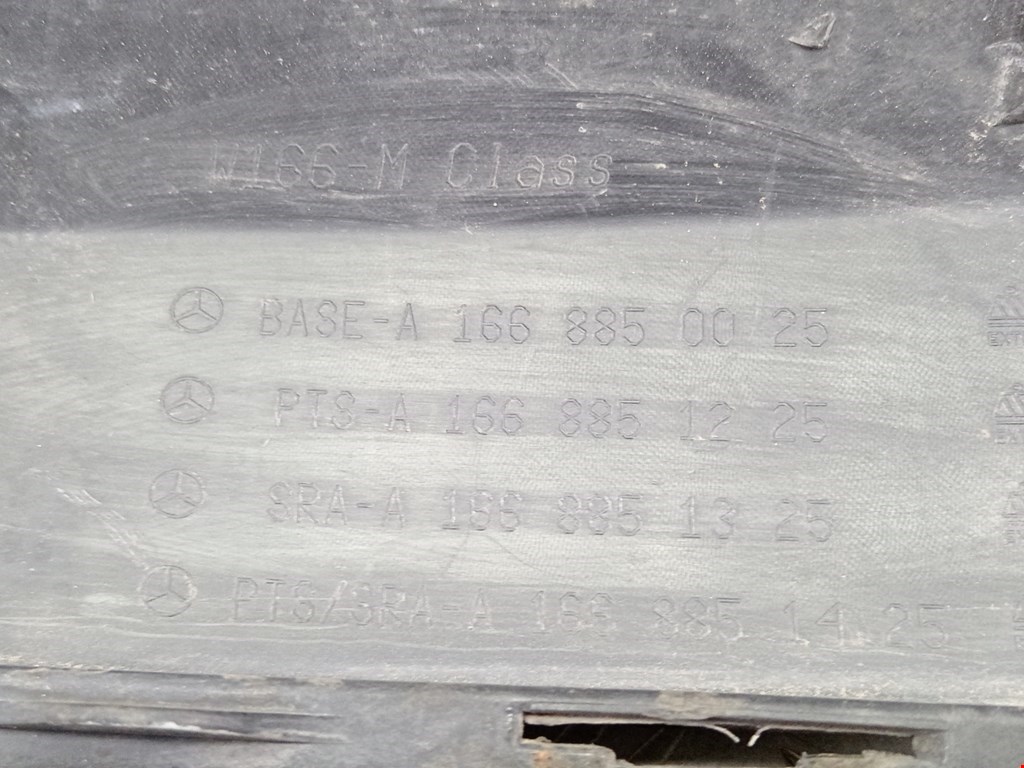 W166-M Class
BASE-A 166 885 00 25
PTS-A 166 885 12 25
SRA-A 166 885 13 25
PTS/SRA-A 166 885 14 25